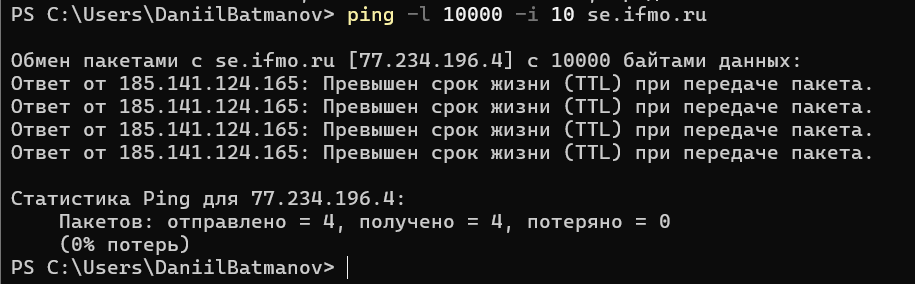 PS C:\Users\DaniilBatmanov> ping -l 10000 -i 10 se.ifmo.ru
Обмен пакетами с se.ifmo.ru [77.234.196.4] с 10000 байтами данных:
Ответ от 185.141.124.165: Превышен срок жизни (TTL) при передаче пакета.
Ответ от 185.141.124.165: Превышен срок жизни (TTL) при передаче пакета.
Ответ от 185.141.124.165: Превышен срок жизни (TTL) при передаче пакета.
Ответ от 185.141.124.165: Превышен срок жизни (TTL) при передаче пакета.
Статистика Ping для 77.234.196.4:
    Пакетов: отправлено = 4, получено = 4, потеряно = 0
    (0% потерь)
PS C:\Users\DaniilBatmanov>